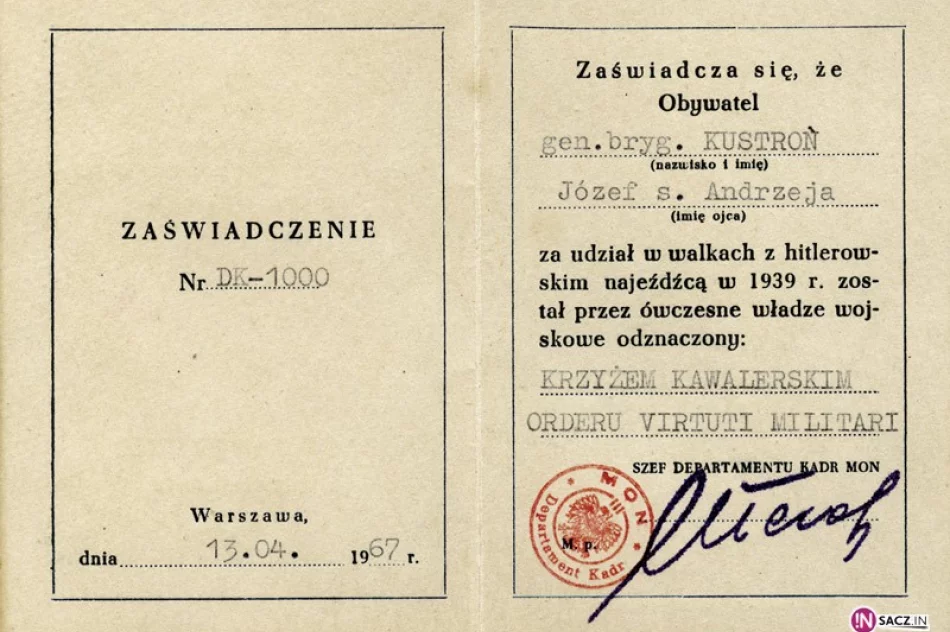 ZAŚWIADCZENIE
Nr DK-1000
Warszawa,
dnia 13.04. 1967 r.
Zaświadcza się, że
Obywatel
gen.bryg. KUSTROŃ
(nazwisko i imię)
Józef s. Andrzeja
(imię ojca)
za udział w walkach z hitlerow-
skim najeźdźcą w 1939 r. zos-
tał przez ówczesne władze woj-
skowe odznaczony:
KRZYŻEM KAWALERSKIM
ORDERU VIRTUTI MILITARI
SZEF DEPARTAMENTU KADR MON
M. p.
* MON *
Departament Kadr
!N SACZ.IN